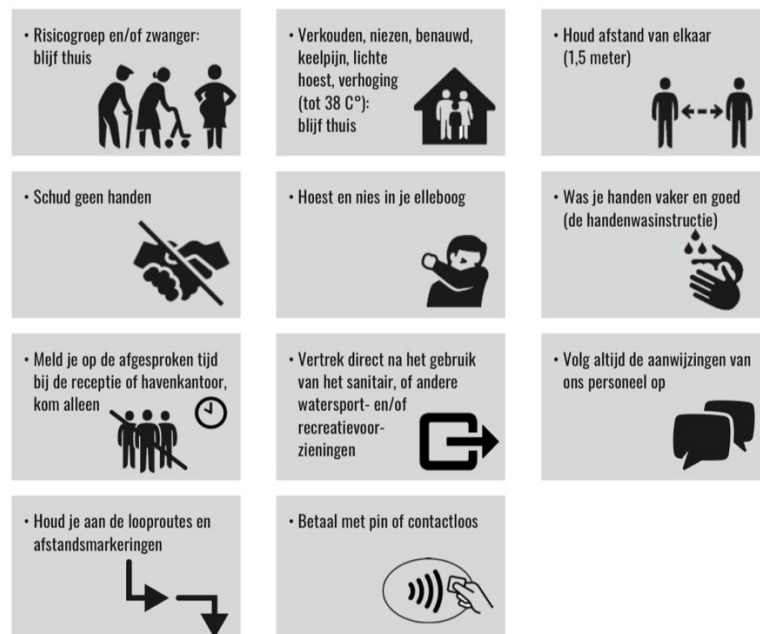 • Risicogroep en/of zwanger:
blijf thuis
• Verkouden, niezen, benauwd,
keelpijn, lichte
hoest, verhoging
(tot 38 C°):
blijf thuis
• Houd afstand van elkaar
(1,5 meter)
• Schud geen handen
• Hoest en nies in je elleboog
• Was je handen vaker en goed
(de handenwasinstructie)
• Meld je op de afgesproken tijd
bij de receptie of havenkantoor,
kom alleen
• Vertrek direct na het gebruik
van het sanitair, of andere
watersport- en/of
recreatievoor-
zieningen
• Volg altijd de aanwijzingen van
ons personeel op
• Houd je aan de looproutes en
afstandsmarkeringen
• Betaal met pin of contactloos